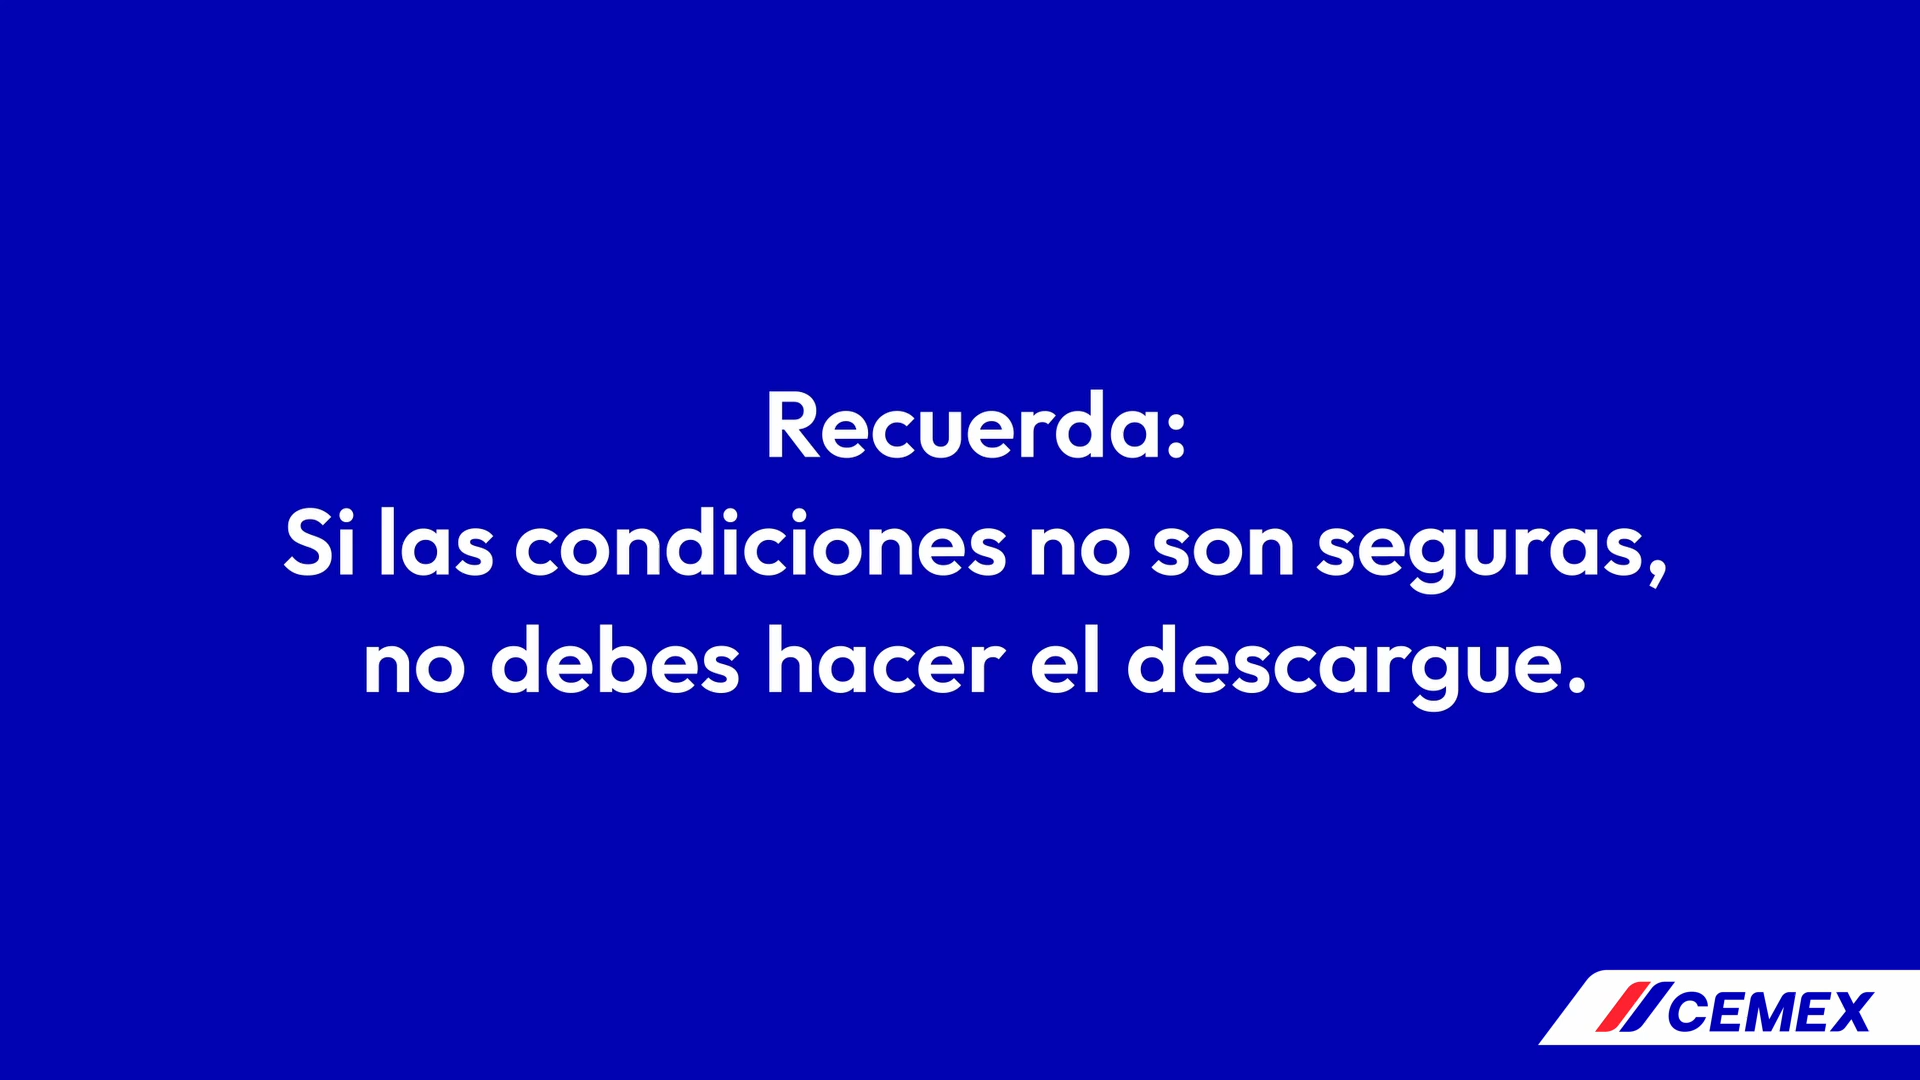 Recuerda:
Si las condiciones no son seguras,
no debes hacer el descargue.
CEMEX